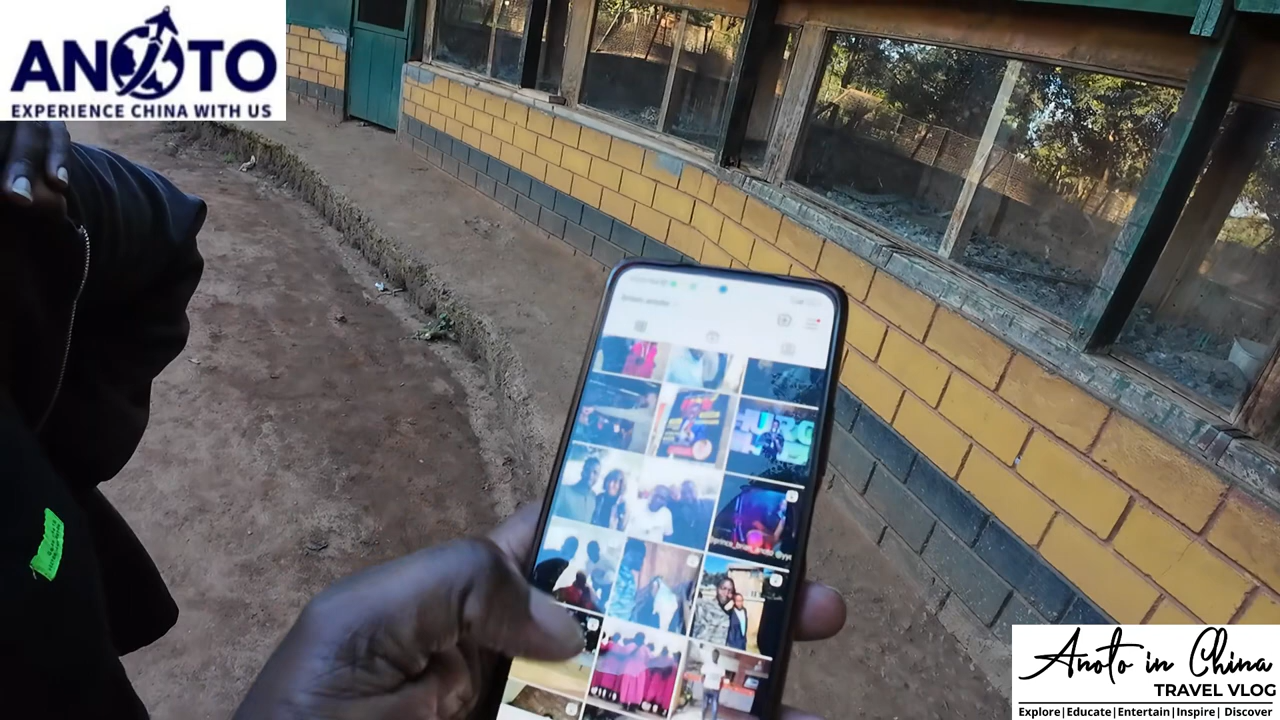 ANOTO
EXPERIENCE CHINA WITH US
Anoto in China
TRAVEL VLOG
Explore|Educate|Entertain|Inspire| Discover